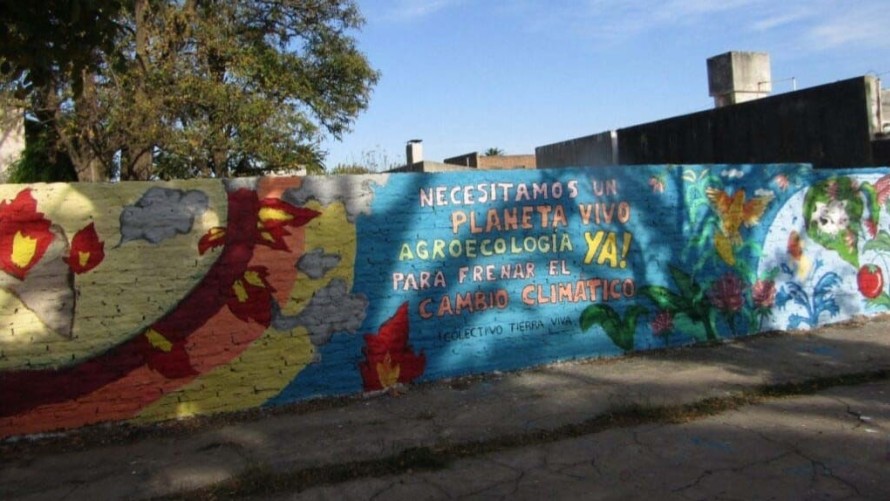 NECESITAMOS UN
PLANETA VIVO
AGROECOLOGÍA YA!
PARA FRENAR EL
CAMBIO CLIMÁTICO
COLECTIVO TIERRA VIVA